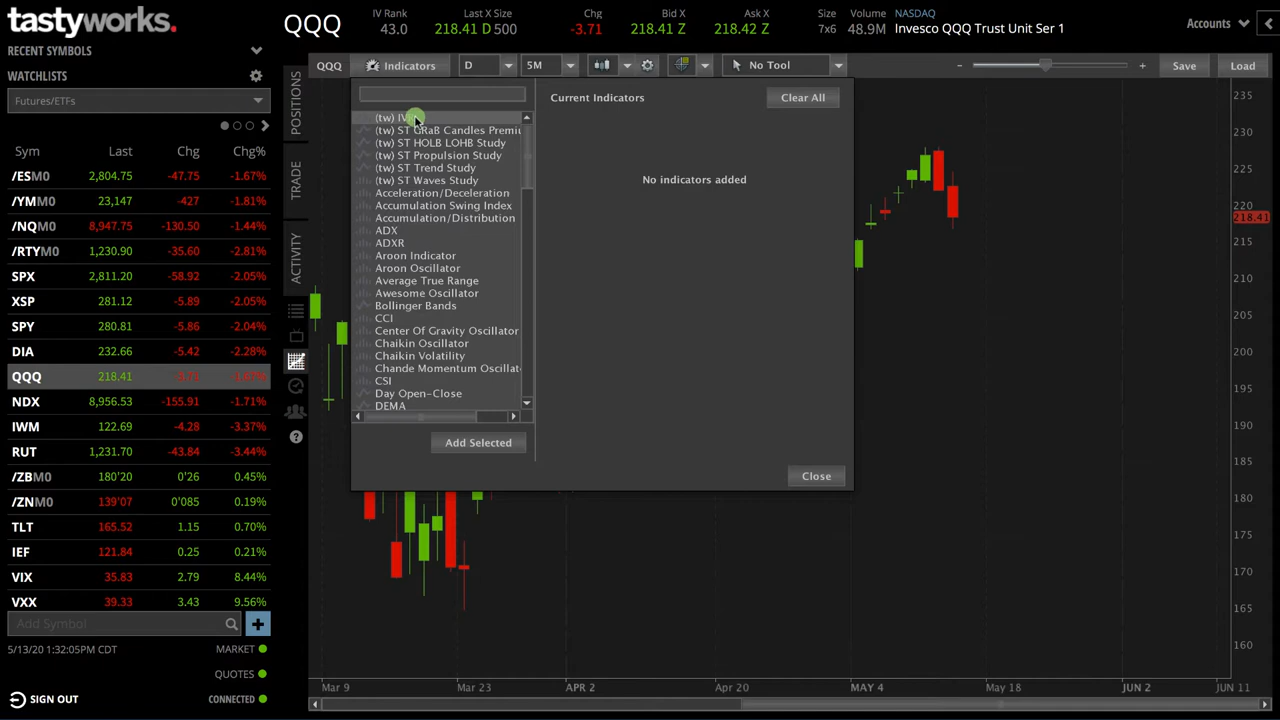 tastyworks.
QQQ
IV Rank
43.0
Last X Size
218.41 D 500
Chg
-3.71
Bid X
218.41 Z
Ask X
218.42 Z
Size
7x6
Volume
48.9M
NASDAQ
Invesco QQQ Trust Unit Ser 1
Accounts
RECENT SYMBOLS
WATCHLISTS
Futures/ETFs
Sym Last Chg Chg%
/ESM0 2,804.75 -47.75 -1.67%
/YMM0 23,147 -427 -1.81%
/NQM0 8,947.75 -130.50 -1.44%
/RTYM0 1,230.90 -35.60 -2.81%
SPX 2,811.20 -58.92 -2.05%
XSP 281.12 -5.89 -2.05%
SPY 280.81 -5.86 -2.04%
DIA 232.66 -5.42 -2.28%
QQQ 218.41 -3.71 -1.67%
NDX 8,956.53 -155.91 -1.71%
IWM 122.69 -4.28 -3.37%
RUT 1,231.70 -43.84 -3.44%
/ZBM0 180'20 0'26 0.45%
/ZNM0 139'07 0'085 0.19%
TLT 165.52 1.15 0.70%
IEF 121.84 0.25 0.21%
VIX 35.83 2.79 8.44%
VXX 39.33 3.43 9.56%
Add Symbol
5/13/20 1:32:05PM CDT
MARKET
QUOTES
SIGN OUT
CONNECTED
POSITIONS
TRADE
ACTIVITY
QQQ Indicators D 5M No Tool - + Save Load
(tw)
(tw) ST GRaB Candles Premiu
(tw) ST HOLB LOHB Study
(tw) ST Propulsion Study
(tw) ST Trend Study
(tw) ST Waves Study
Acceleration/Deceleration
Accumulation Swing Index
Accumulation/Distribution
ADX
ADXR
Aroon Indicator
Aroon Oscillator
Average True Range
Awesome Oscillator
Bollinger Bands
CCI
Center Of Gravity Oscillator
Chaikin Oscillator
Chaikin Volatility
Chande Momentum Oscillat
CSI
Day Open-Close
DEMA
Add Selected
Current Indicators
Clear All
No indicators added
Close
235
230
225
220
218.41
215
210
205
200
195
190
185
180
175
170
165
160
Mar 9 Mar 23 APR 2 Apr 20 MAY 4 May 18 JUN 2 JUN 11